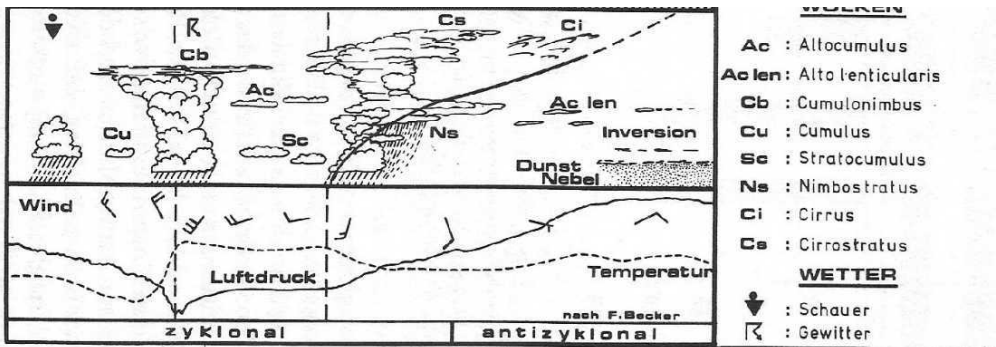 Cs
Ci
Cb
Ac
Ac len
Cu
Ns
Sc
Inversion
Dunst
Nebel
Wind
Luftdruck
Temperatur
nach F. Becker
zyklonal
antizyklonal
WOLKEN
Ac : Altocumulus
Ac len : Alto lenticularis
Cb : Cumulonimbus
Cu : Cumulus
Sc : Stratocumulus
Ns : Nimbostratus
Ci : Cirrus
Cs : Cirrostratus
WETTER
: Schauer
: Gewitter